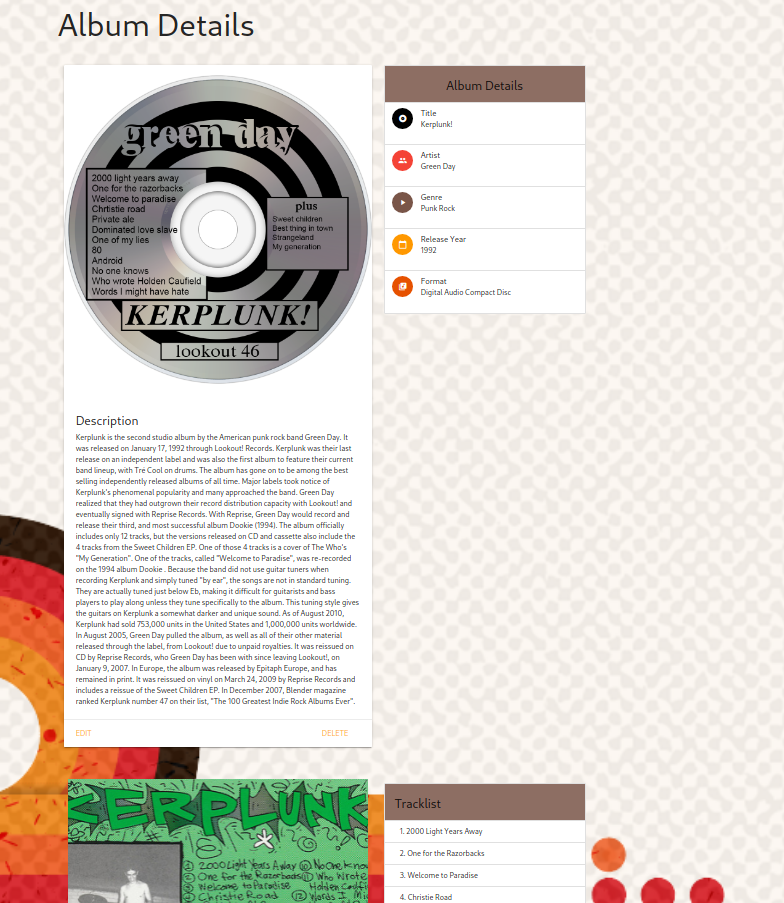 Album Details
green day
2000 light years away
One for the razorbacks
Welcome to paradise
Chrtistie road
Private ale
Dominated love slave
One of my lies
80
Android
No one knows
Who wrote Holden Caufield
Words I might have hate
plus
Sweet children
Best thing in town
Strangeland
My generation
KERPLUNK!
lookout 46
Description
Kerplunk is the second studio album by the American punk rock band Green Day. It
was released on January 17, 1992 through Lookout! Records. Kerplunk was their last
release on an independent label and was also the first album to feature their current
band lineup, with Tré Cool on drums. The album has gone on to be among the best
selling independently released albums of all time. Major labels took notice of
Kerplunk's phenomenal popularity and many approached the band. Green Day
realized that they had outgrown their record distribution capacity with Lookout! and
eventually signed with Reprise Records. With Reprise, Green Day would record and
release their third, and most successful album Dookie (1994). The album officially
includes only 12 tracks, but the versions released on CD and cassette also include the
4 tracks from the Sweet Children EP. One of those 4 tracks is a cover of The Who's
"My Generation". One of the tracks, called "Welcome to Paradise", was re-recorded
on the 1994 album Dookie . Because the band did not use guitar tuners when
recording Kerplunk and simply tuned "by ear", the songs are not in standard tuning.
They are actually tuned just below Eb, making it difficult for guitarists and bass
players to play along unless they tune specifically to the album. This tuning style gives
the guitars on Kerplunk a somewhat darker and unique sound. As of August 2010,
Kerplunk had sold 753,000 units in the United States and 1,000,000 units worldwide.
In August 2005, Green Day pulled the album, as well as all of their other material
released through the label, from Lookout! due to unpaid royalties. It was reissued on
CD by Reprise Records, who Green Day has been with since leaving Lookout!, on
January 9, 2007. In Europe, the album was released by Epitaph Europe, and has
remained in print. It was reissued on vinyl on March 24, 2009 by Reprise Records and
includes a reissue of the Sweet Children EP. In December 2007, Blender magazine
ranked Kerplunk number 47 on their list, "The 100 Greatest Indie Rock Albums Ever".
EDIT
DELETE
Album Details
Title
Kerplunk!
Artist
Green Day
Genre
Punk Rock
Release Year
1992
Format
Digital Audio Compact Disc
KERPLUNK
1 2000 Light Years Away 10 No One Know
2 One for the Razorbacks 11 Who Wrote
3 Welcome to Paradise Holden Caulfie
4 Christie Road 12 Words I Mi
Tracklist
1. 2000 Light Years Away
2. One for the Razorbacks
3. Welcome to Paradise
4. Christie Road